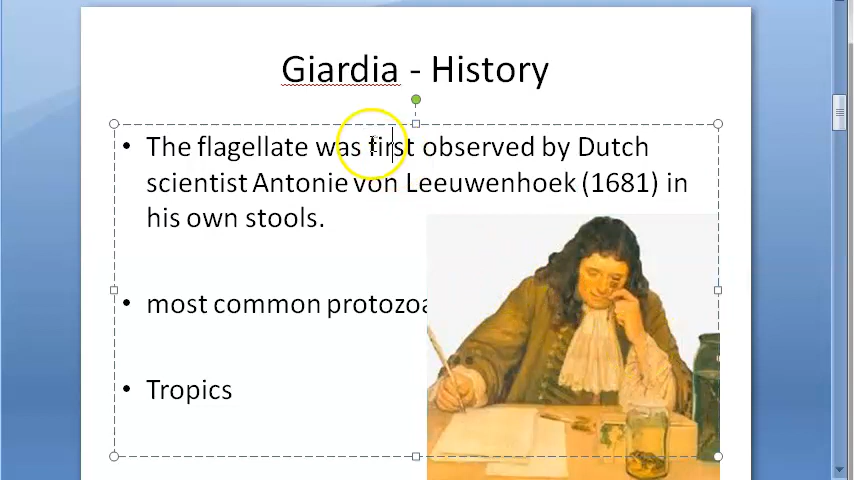 Giardia - History
• The flagellate was first observed by Dutch
scientist Antonie von Leeuwenhoek (1681) in
his own stools.
• most common protozoa
• Tropics